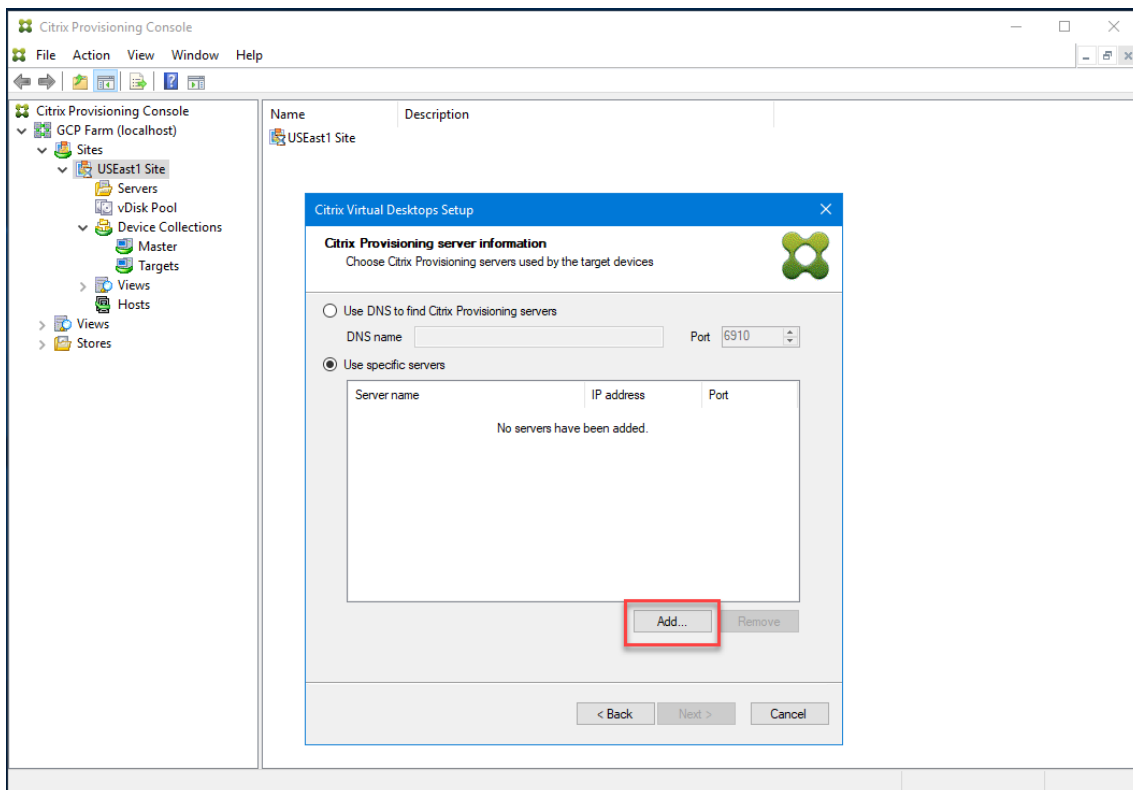 Citrix Provisioning Console
File Action View Window Help
Citrix Provisioning Console
GCP Farm (localhost)
Sites
USEast1 Site
Servers
vDisk Pool
Device Collections
Master
Targets
Views
Hosts
Views
Stores
Name Description
USEast1 Site
Citrix Virtual Desktops Setup
Citrix Provisioning server information
Choose Citrix Provisioning servers used by the target devices
Use DNS to find Citrix Provisioning servers
DNS name Port 6910
Use specific servers
Server name IP address Port
No servers have been added.
Add... Remove
< Back Next > Cancel